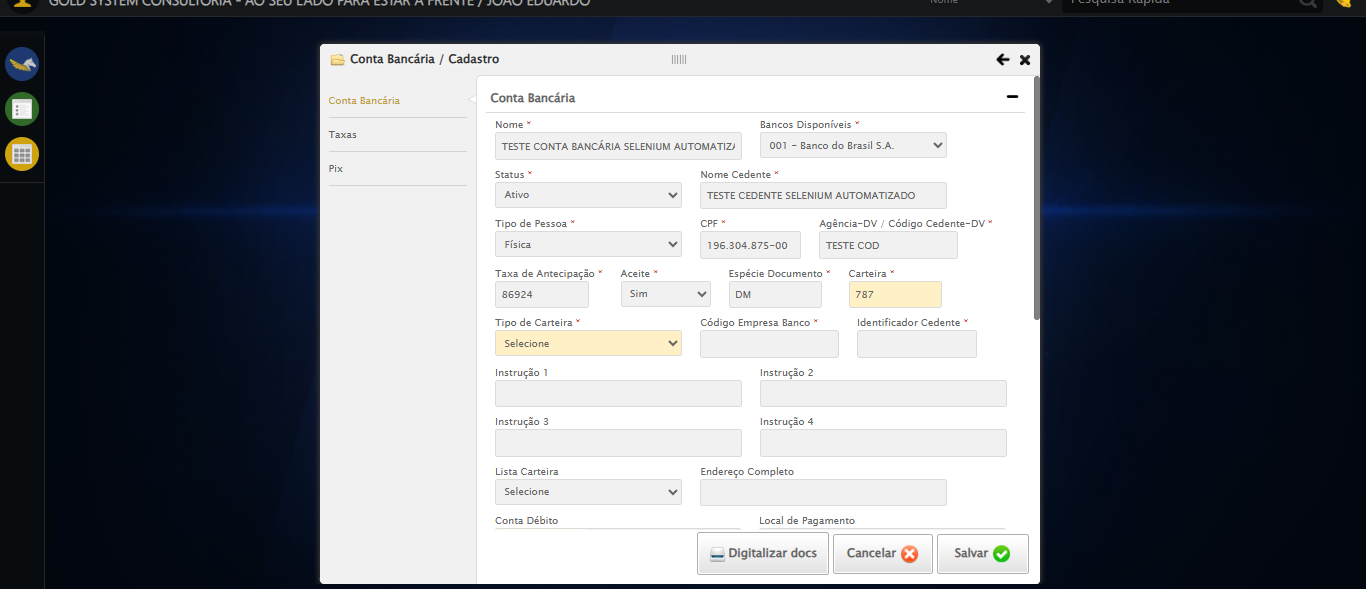 GOLD SYSTEM CONSULTORIA - AO SEU LADO PARA ESTAR À FRENTE / JOÃO EDUARDO
Nome
Pesquisa Rápida
Conta Bancária / Cadastro
Conta Bancária
Taxas
Pix
Conta Bancária
Nome * Bancos Disponíveis *
TESTE CONTA BANCÁRIA SELENIUM AUTOMATIZA 001 - Banco do Brasil S.A.
Status * Nome Cedente *
Ativo TESTE CEDENTE SELENIUM AUTOMATIZADO
Tipo de Pessoa * CPF * Agência-DV / Código Cedente-DV *
Física 196.304.875-00 TESTE COD
Taxa de Antecipação * Aceite * Espécie Documento * Carteira *
86924 Sim DM 787
Tipo de Carteira * Código Empresa Banco * Identificador Cedente *
Selecione
Instrução 1 Instrução 2
Instrução 3 Instrução 4
Lista Carteira Endereço Completo
Selecione
Conta Débito Local de Pagamento
Digitalizar docs Cancelar Salvar